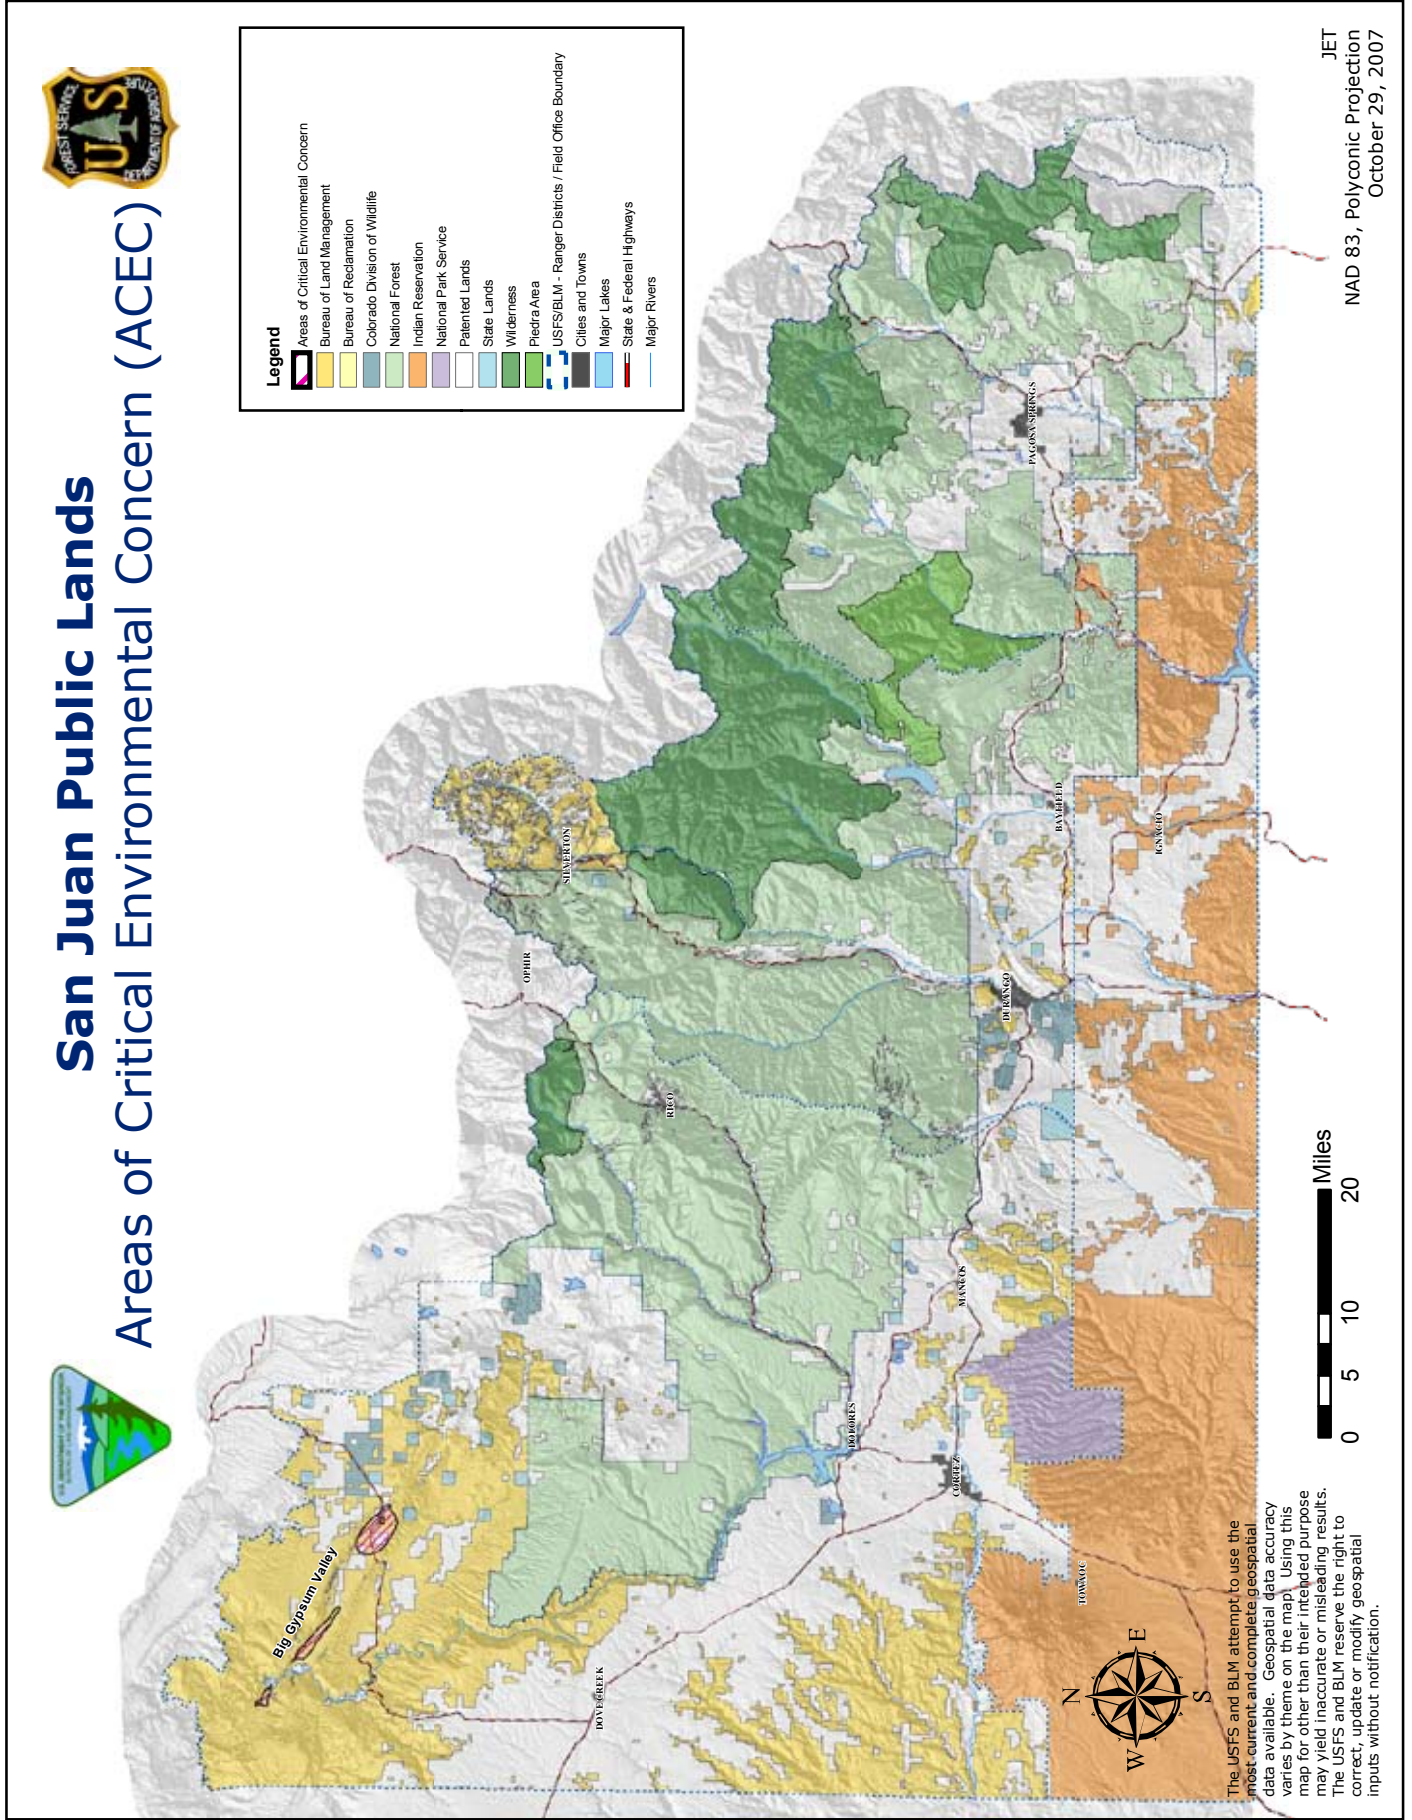 San Juan Public Lands
Areas of Critical Environmental Concern (ACEC)
FOREST SERVICE
U S
DEPARTMENT OF AGRICULTURE
Legend
Areas of Critical Environmental Concern
Bureau of Land Management
Bureau of Reclamation
Colorado Division of Wildlife
National Forest
Indian Reservation
National Park Service
Patented Lands
State Lands
Wilderness
Piedra Area
USFS/BLM - Ranger Districts / Field Office Boundary
Cities and Towns
Major Lakes
State & Federal Highways
Major Rivers
Big Gypsum Valley
SILVERTON
OPHIR
RICO
DOVE CREEK
DOLORES
CORTEZ
MANCOS
DURANGO
BAYFIELD
PAGOSA SPRINGS
IGNACIO
TOWAOC
N
W
E
S
0 5 10 20
Miles
The USFS and BLM attempt to use the
most current and complete geospatial
data available. Geospatial data accuracy
varies by theme on the map. Using this
map for other than their intended purpose
may yield inaccurate or misleading results.
The USFS and BLM reserve the right to
correct, update or modify geospatial
inputs without notification.
JET
NAD 83, Polyconic Projection
October 29, 2007